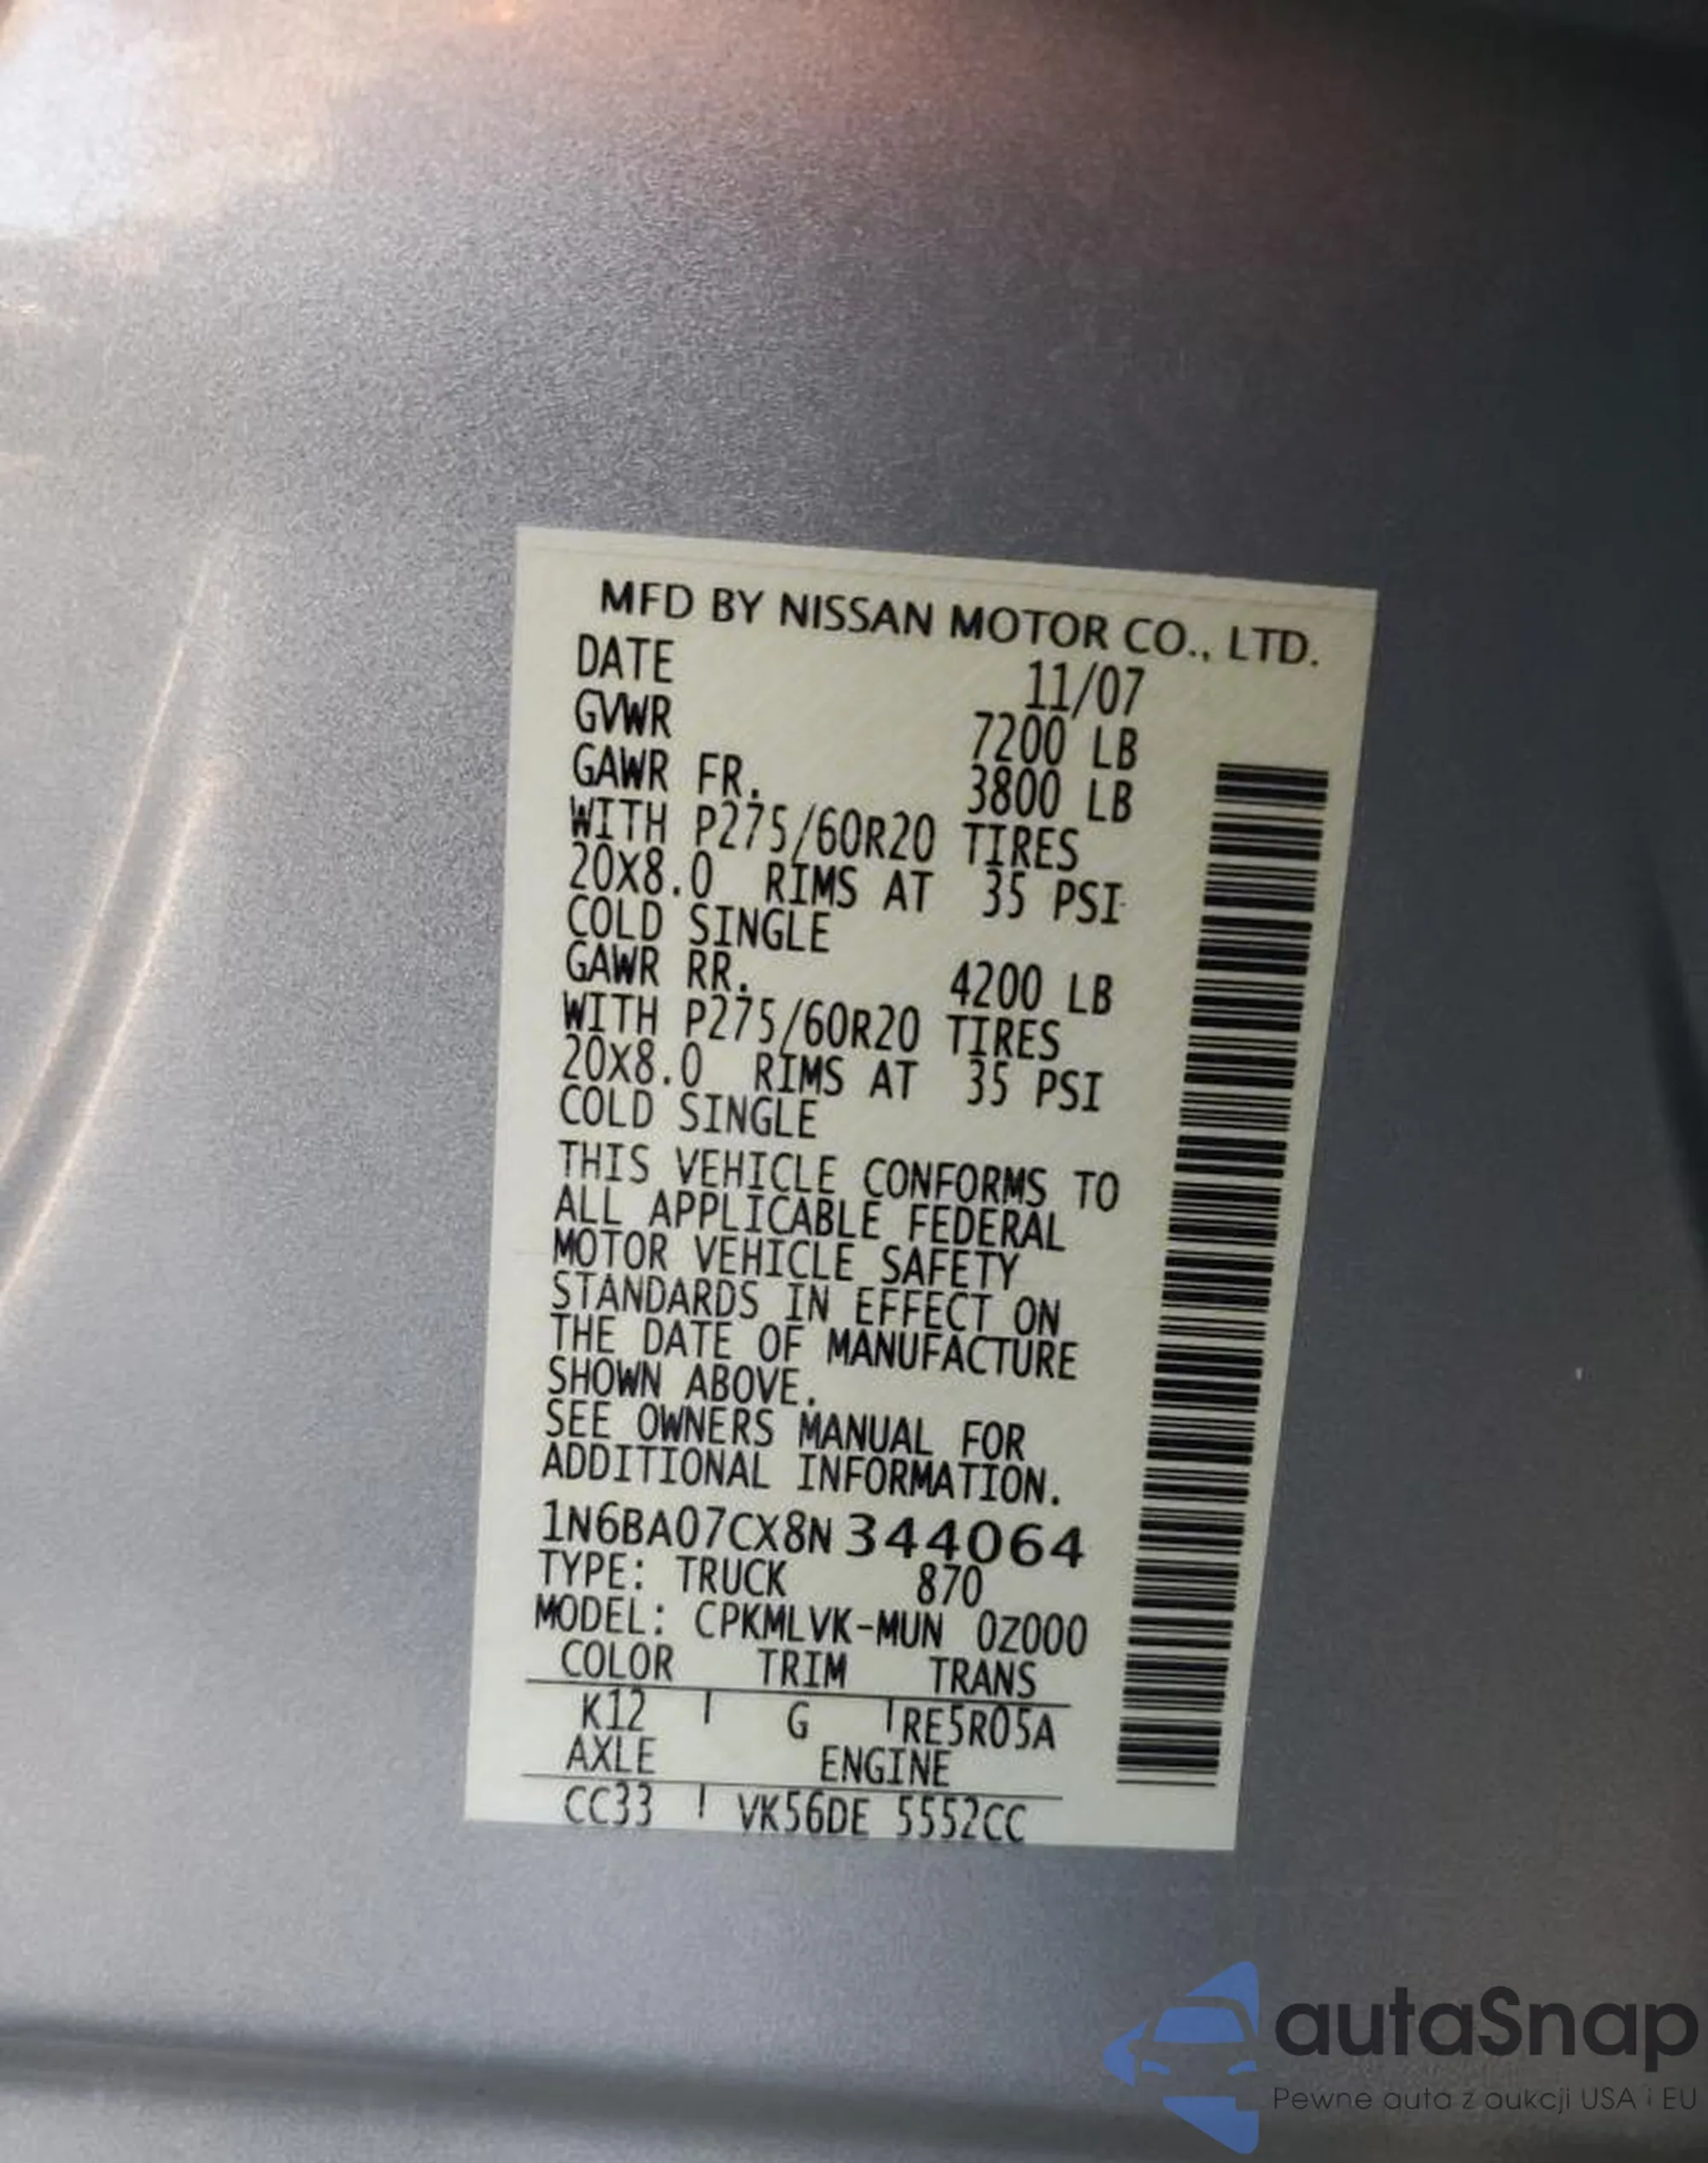 MFD BY NISSAN MOTOR CO., LTD.
DATE 11/07
GVWR 7200 LB
GAWR FR. 3800 LB
WITH P275/60R20 TIRES
20X8.0 RIMS AT 35 PSI
COLD SINGLE
GAWR RR. 4200 LB
WITH P275/60R20 TIRES
20X8.0 RIMS AT 35 PSI
COLD SINGLE
THIS VEHICLE CONFORMS TO
ALL APPLICABLE FEDERAL
MOTOR VEHICLE SAFETY
STANDARDS IN EFFECT ON
THE DATE OF MANUFACTURE
SHOWN ABOVE.
SEE OWNERS MANUAL FOR
ADDITIONAL INFORMATION.
1N6BA07CX8N344064
TYPE: TRUCK 870
MODEL: CPKMLVK-MUN 0Z000
COLOR TRIM TRANS
K12 G RE5R05A
AXLE ENGINE
CC33 VK56DE 5552CC
autaSnap
Pewne auta z aukcji USA i EU